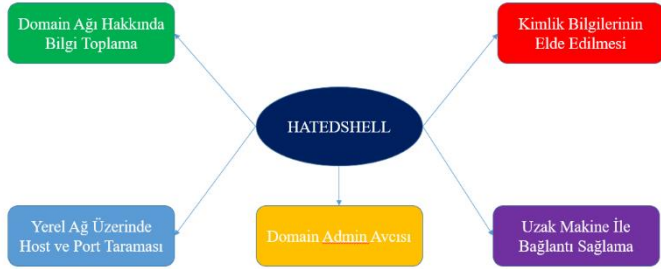 Domain Ağı Hakkında
Bilgi Toplama
Kimlik Bilgilerinin
Elde Edilmesi
HATEDSHELL
Yerel Ağ Üzerinde
Host ve Port Taraması
Domain Admin Avcısı
Uzak Makine İle
Bağlantı Sağlama